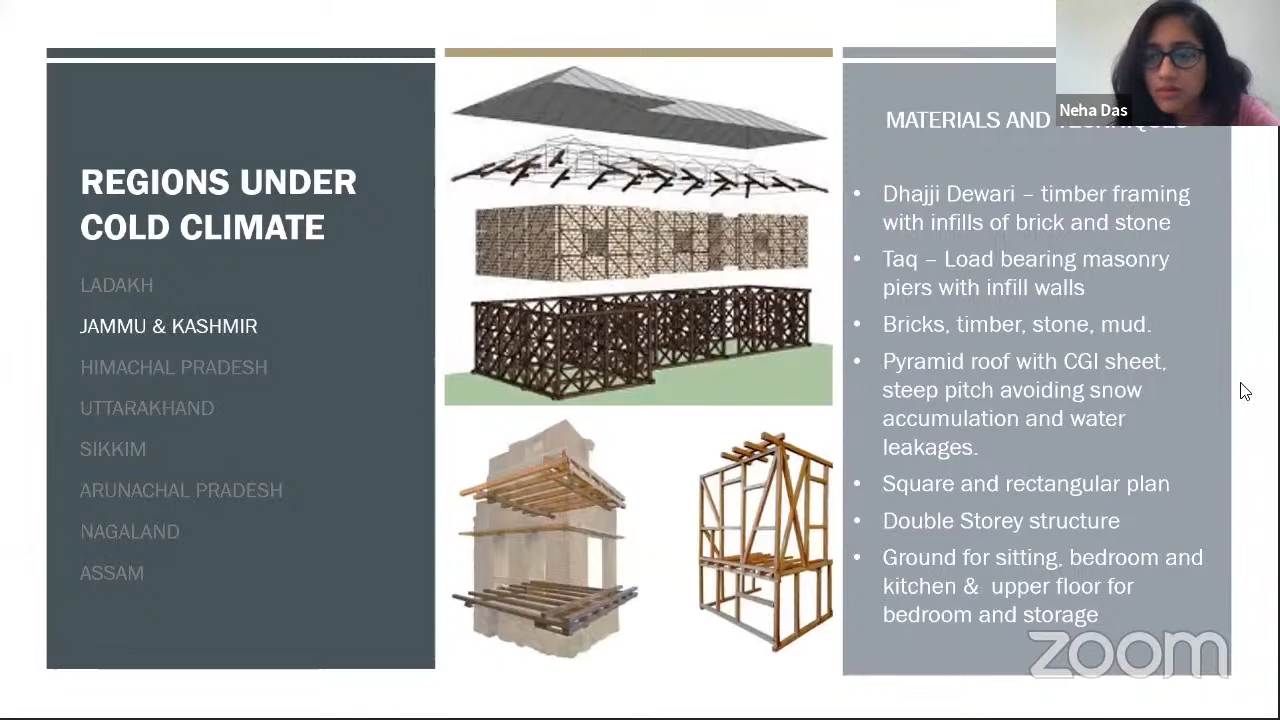 REGIONS UNDER
COLD CLIMATE
LADAKH
JAMMU & KASHMIR
HIMACHAL PRADESH
UTTARAKHAND
SIKKIM
ARUNACHAL PRADESH
NAGALAND
ASSAM
Neha Das
MATERIALS AND TECHNIQUES
• Dhajji Dewari – timber framing
with infills of brick and stone
• Taq – Load bearing masonry
piers with infill walls
• Bricks, timber, stone, mud.
• Pyramid roof with CGI sheet,
steep pitch avoiding snow
accumulation and water
leakages.
• Square and rectangular plan
• Double Storey structure
• Ground for sitting, bedroom and
kitchen & upper floor for
bedroom and storage
zoom